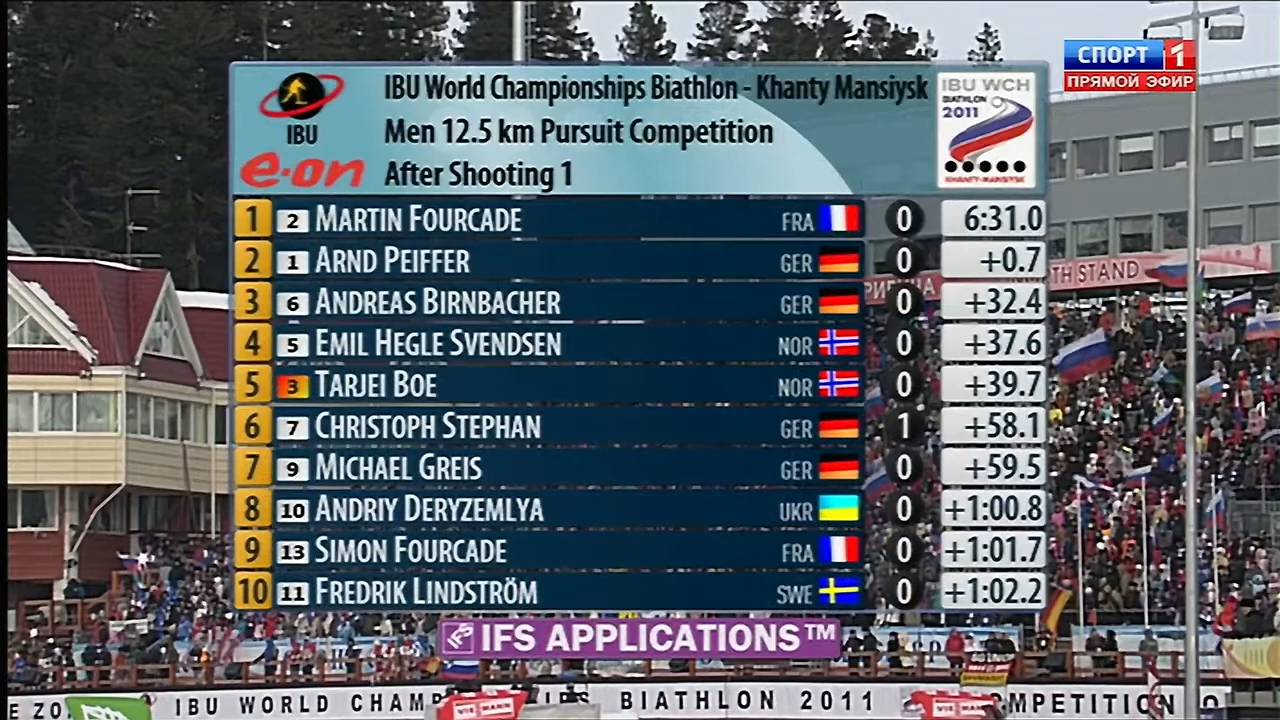 СПОРТ 1
ПРЯМОЙ ЭФИР
IBU World Championships Biathlon - Khanty Mansiysk
Men 12.5 km Pursuit Competition
After Shooting 1
IBU
e·on
IBU WCH
BIATHLON
2011
KHANTY-MANSIYSK
1 2 MARTIN FOURCADE FRA 0 6:31.0
2 1 ARND PEIFFER GER 0 +0.7
3 6 ANDREAS BIRNBACHER GER 0 +32.4
4 5 EMIL HEGLE SVENDSEN NOR 0 +37.6
5 3 TARJEI BOE NOR 0 +39.7
6 7 CHRISTOPH STEPHAN GER 1 +58.1
7 9 MICHAEL GREIS GER 0 +59.5
8 10 ANDRIY DERYZEMLYA UKR 0 +1:00.8
9 13 SIMON FOURCADE FRA 0 +1:01.7
10 11 FREDRIK LINDSTRÖM SWE 0 +1:02.2
TH STAND
IFS APPLICATIONS™
IBU WORLD CHAMP IPS BIATHLON 2011 OMPETITION
VIESSMANN